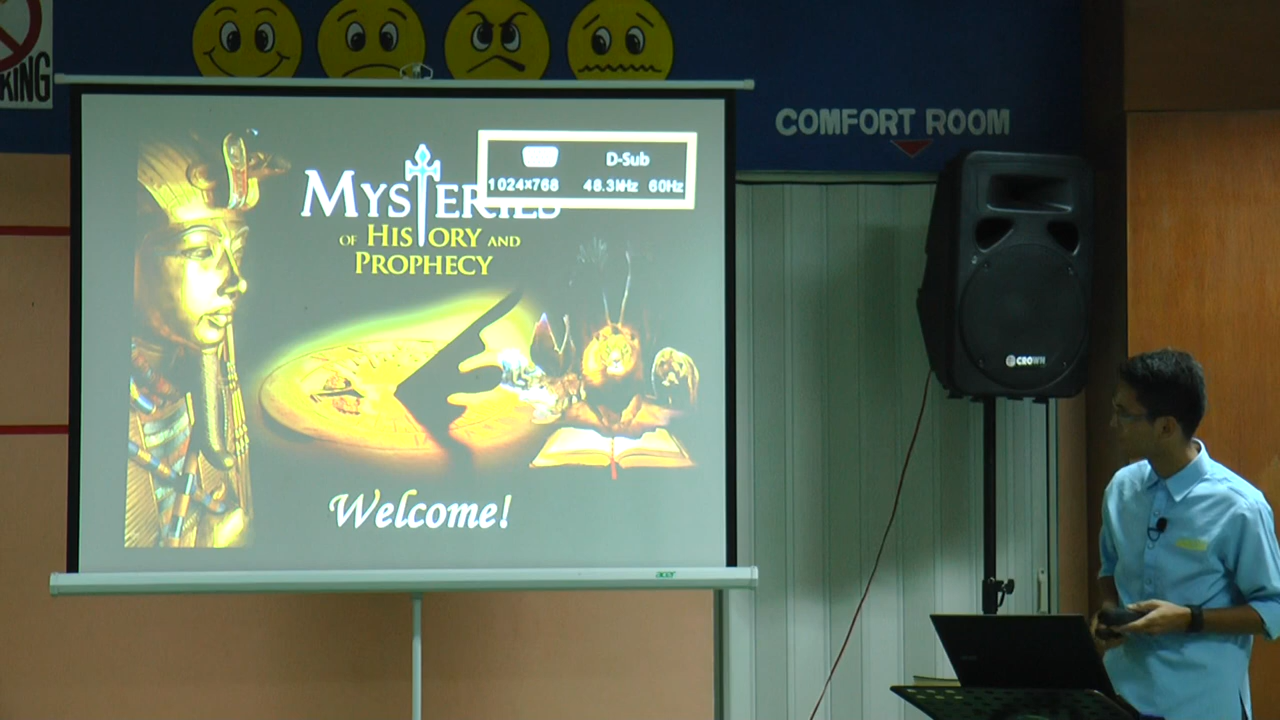 KING
COMFORT ROOM
MYSTERIES
OF HISTORY AND
PROPHECY
D-Sub
1024x768 48.3kHz 60Hz
Welcome!
CROWN
acer